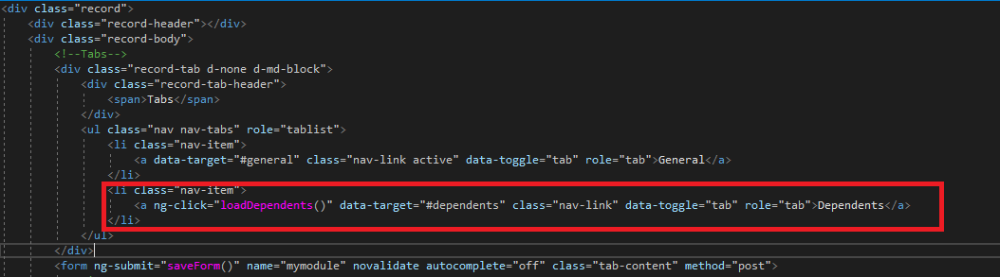 <div class="record">
<div class="record-header"></div>
<div class="record-body">
<!--Tabs-->
<div class="record-tab d-none d-md-block">
<div class="record-tab-header">
<span>Tabs</span>
</div>
<ul class="nav nav-tabs" role="tablist">
<li class="nav-item">
<a data-target="#general" class="nav-link active" data-toggle="tab" role="tab">General</a>
</li>
<li class="nav-item">
<a ng-click="loadDependents()" data-target="#dependents" class="nav-link" data-toggle="tab" role="tab">Dependents</a>
</li>
</ul>
</div>
<form ng-submit="saveForm()" name="mymodule" novalidate autocomplete="off" class="tab-content" method="post">